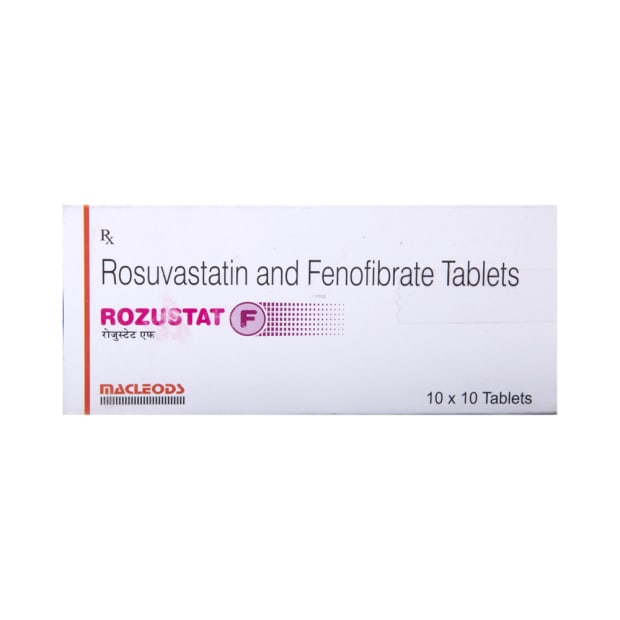 Rx
Rosuvastatin and Fenofibrate Tablets
ROZUSTAT F
रोजुस्टेट एफ
MACLEODS
10 x 10 Tablets